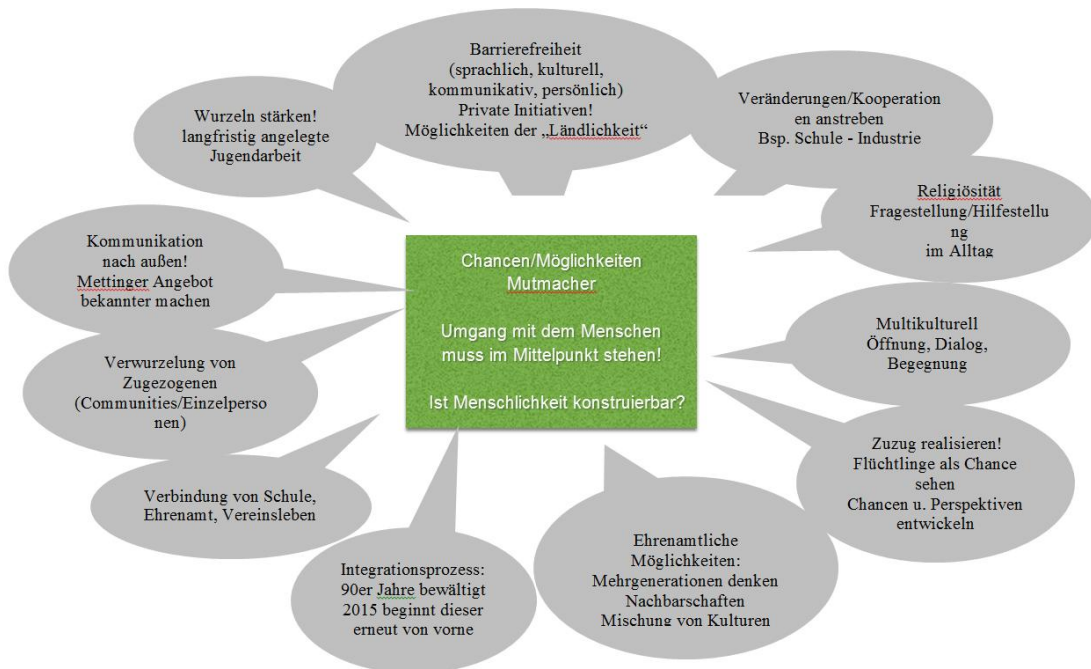 Barrierefreiheit
(sprachlich, kulturell,
kommunikativ, persönlich)
Private Initiativen!
Möglichkeiten der „Ländlichkeit“
Wurzeln stärken!
langfristig angelegte
Jugendarbeit
Veränderungen/Kooperation
en anstreben
Bsp. Schule - Industrie
Religiösität
Fragestellung/Hilfestellu
ng
im Alltag
Kommunikation
nach außen!
Mettinger Angebot
bekannter machen
Chancen/Möglichkeiten
Mutmacher
Umgang mit dem Menschen
muss im Mittelpunkt stehen!
Ist Menschlichkeit konstruierbar?
Multikulturell
Öffnung, Dialog,
Begegnung
Verwurzelung von
Zugezogenen
(Communities/Einzelperso
nen)
Zuzug realisieren!
Flüchtlinge als Chance
sehen
Chancen u. Perspektiven
entwickeln
Verbindung von Schule,
Ehrenamt, Vereinsleben
Integrationsprozess:
90er Jahre bewältigt
2015 beginnt dieser
erneut von vorne
Ehrenamtliche
Möglichkeiten:
Mehrgenerationen denken
Nachbarschaften
Mischung von Kulturen